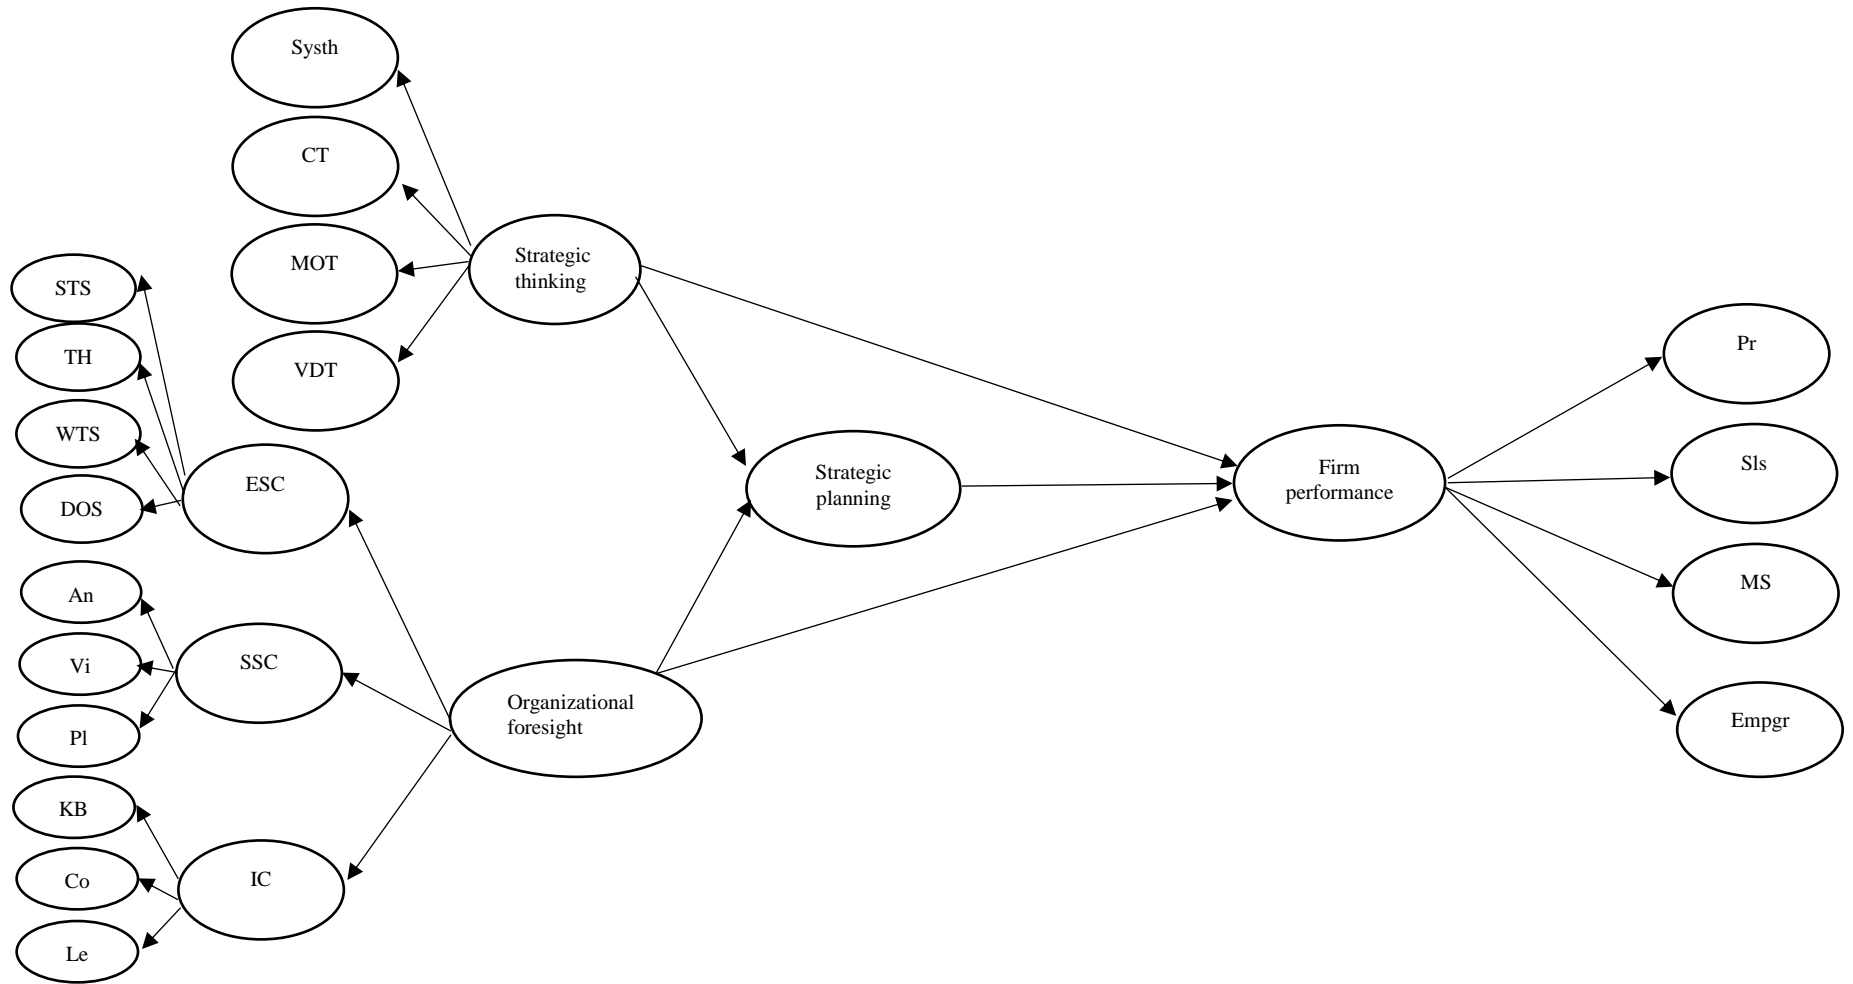 Systh
CT
MOT
VDT
STS
TH
WTS
DOS
An
Vi
Pl
KB
Co
Le
ESC
SSC
IC
Strategic
thinking
Organizational
foresight
Strategic
planning
Firm
performance
Pr
Sls
MS
Empgr